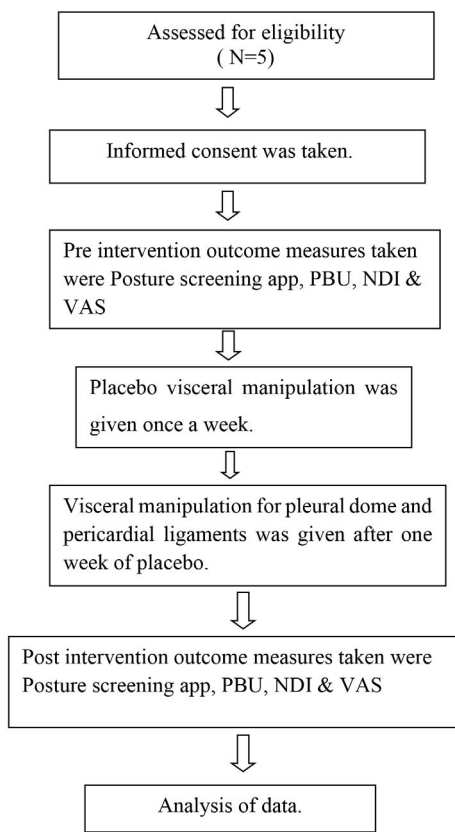 Assessed for eligibility
( N=5)
Informed consent was taken.
Pre intervention outcome measures taken
were Posture screening app, PBU, NDI &
VAS
Placebo visceral manipulation was
given once a week.
Visceral manipulation for pleural dome and
pericardial ligaments was given after one
week of placebo.
Post intervention outcome measures taken were
Posture screening app, PBU, NDI & VAS
Analysis of data.